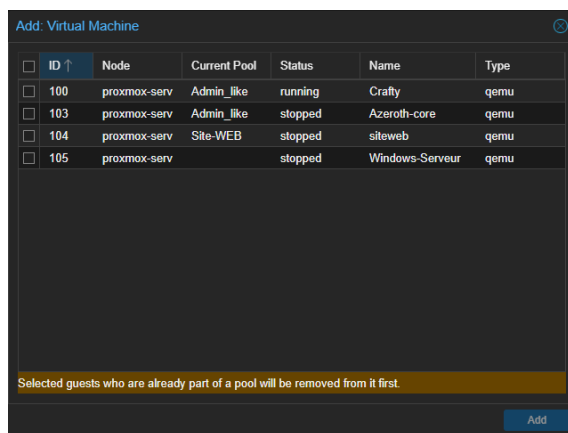 Add: Virtual Machine
ID ↑ Node Current Pool Status Name Type
100 proxmox-serv Admin_like running Crafty qemu
103 proxmox-serv Admin_like stopped Azeroth-core qemu
104 proxmox-serv Site-WEB stopped siteweb qemu
105 proxmox-serv stopped Windows-Serveur qemu
Selected guests who are already part of a pool will be removed from it first.
Add